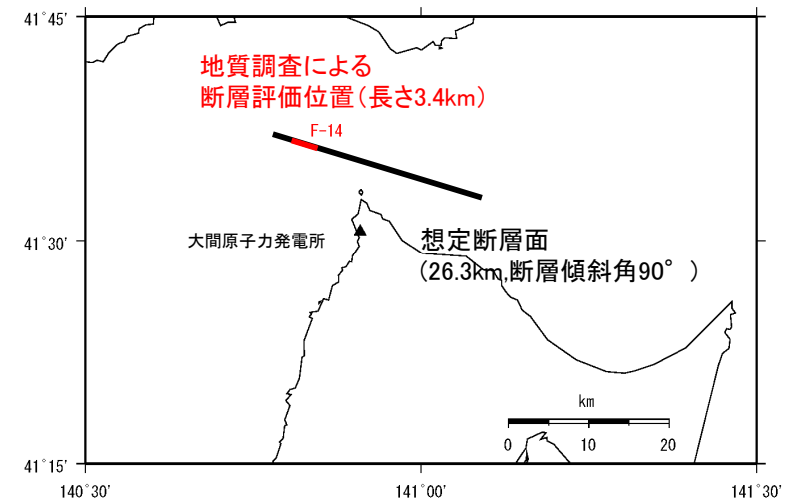 41°45'
地質調査による
断層評価位置(長さ3.4km)
F-14
大間原子力発電所
41°30'
想定断層面
(26.3km,断層傾斜角90°)
km
0 10 20
41°15'
140°30' 141°00' 141°30'